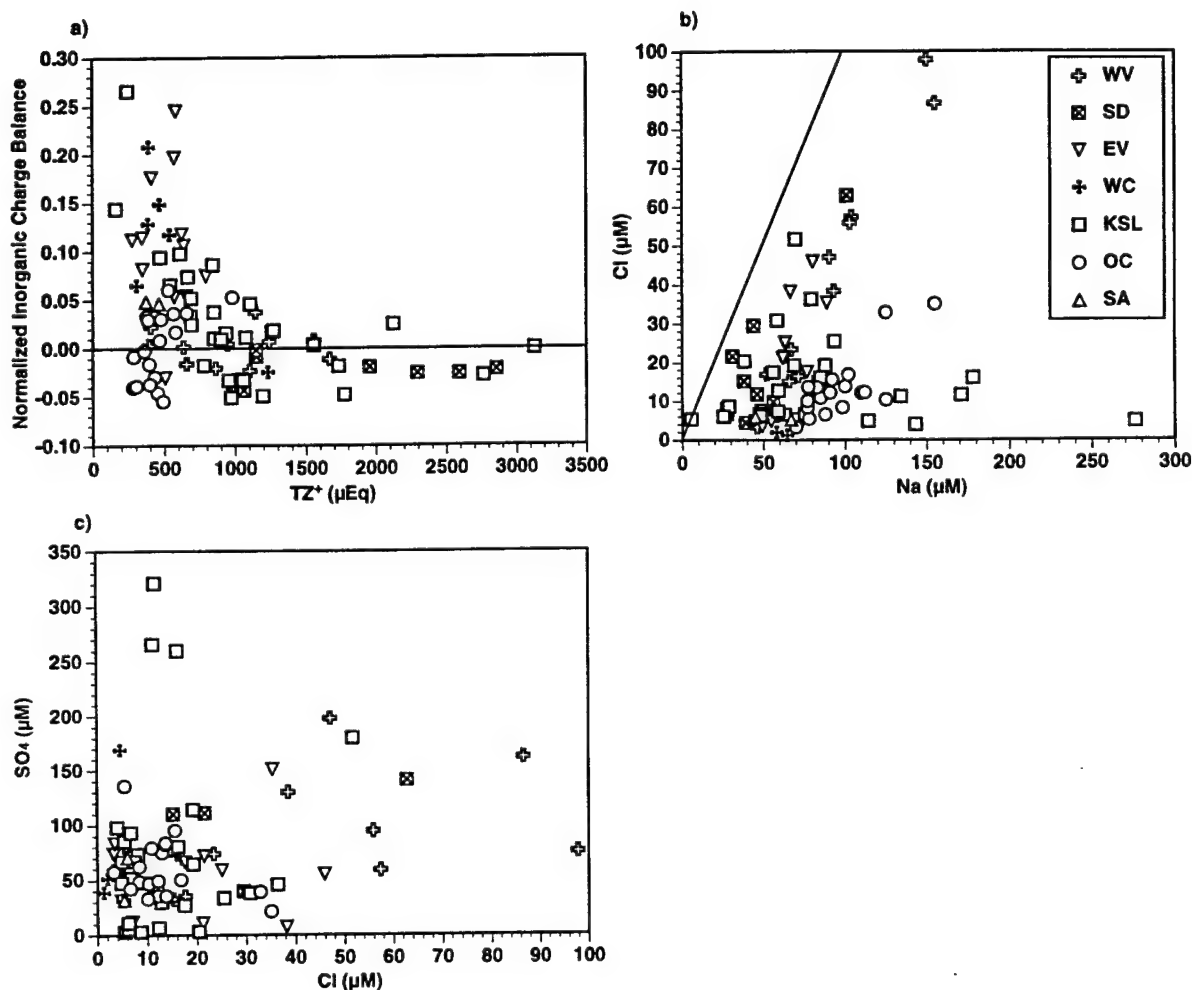 a)
Normalized Inorganic Charge Balance
0.30
0.25
0.20
0.15
0.10
0.05
0.00
-0.05
-0.10
0 500 1000 1500 2000 2500 3000 3500
TZ⁺ (µEq)
b)
Cl (µM)
100
90
80
70
60
50
40
30
20
10
0
0 50 100 150 200 250 300
Na (µM)
WV
SD
EV
WC
KSL
OC
SA
c)
SO₄ (µM)
350
300
250
200
150
100
50
0
0 10 20 30 40 50 60 70 80 90 100
Cl (µM)